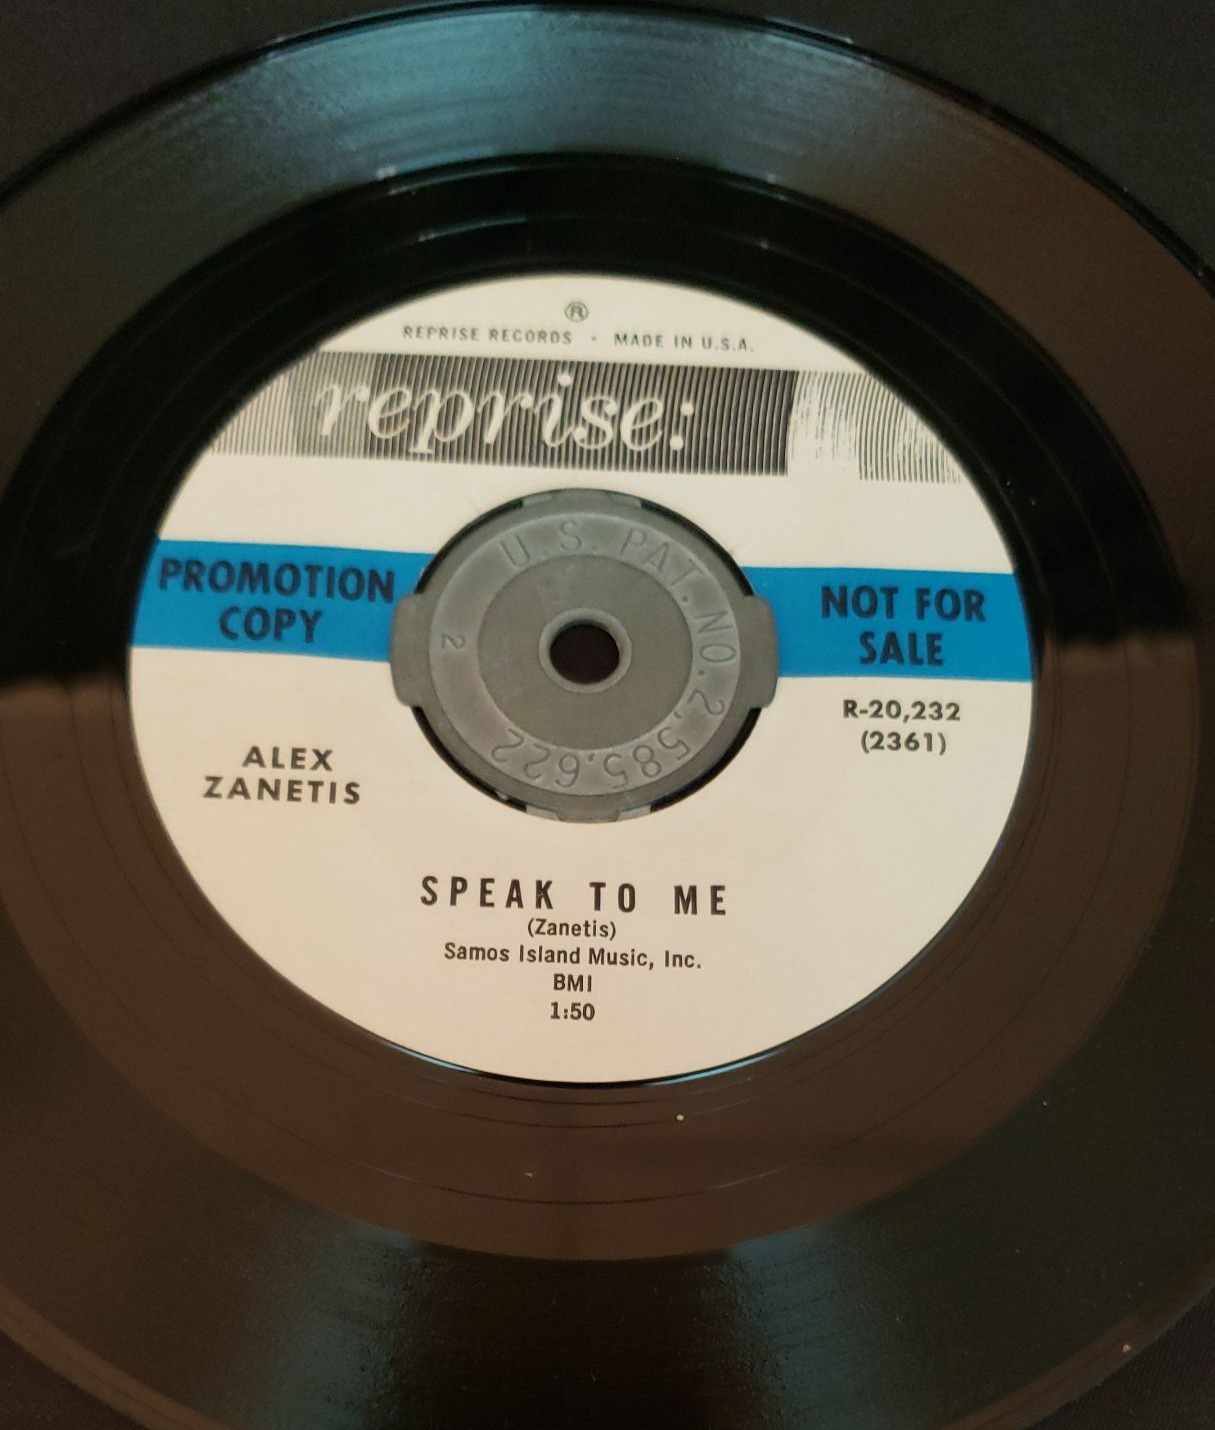 ®
REPRISE RECORDS - MADE IN U.S.A.
reprise:
PROMOTION
COPY
NOT FOR
SALE
U.S. PAT. NO. 2,585,622
2
R-20,232
(2361)
ALEX
ZANETIS
SPEAK TO ME
(Zanetis)
Samos Island Music, Inc.
BMI
1:50